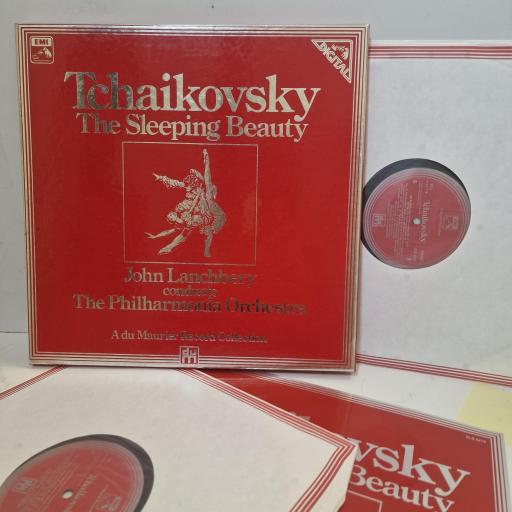 EMI
DIGITAL
Tchaikovsky
The Sleeping Beauty
John Lanchbery
conducts
The Philharmonia Orchestra
A du Maurier Record Collection
Tchaikovsky
vsky
Beauty